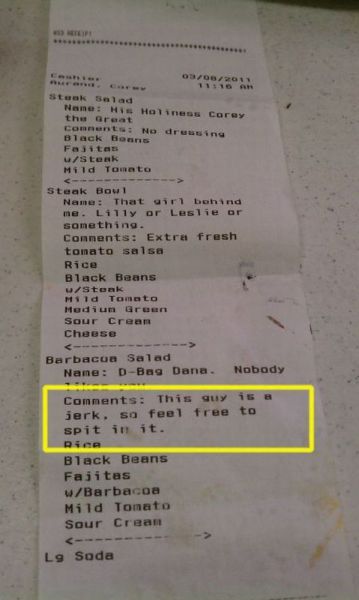 WEB RECEIPT
****************************************
Cashier 03/08/2011
Aurand, Corey 11:16 AM
Steak Salad
Name: His Holiness Corey
the Great
Comments: No dressing
Black Beans
Fajitas
w/Steak
Mild Tomato
<------------->
Steak Bowl
Name: That girl behind
me. Lilly or Leslie or
something.
Comments: Extra fresh
tomato salsa
Rice
Black Beans
w/Steak
Mild Tomato
Medium Green
Sour Cream
Cheese
<------------->
Barbacoa Salad
Name: D-Bag Dana. Nobody
likes you
Comments: This guy is a
jerk, so feel free to
spit in it.
Rice
Black Beans
Fajitas
w/Barbacoa
Mild Tomato
Sour Cream
<------------->
Lg Soda